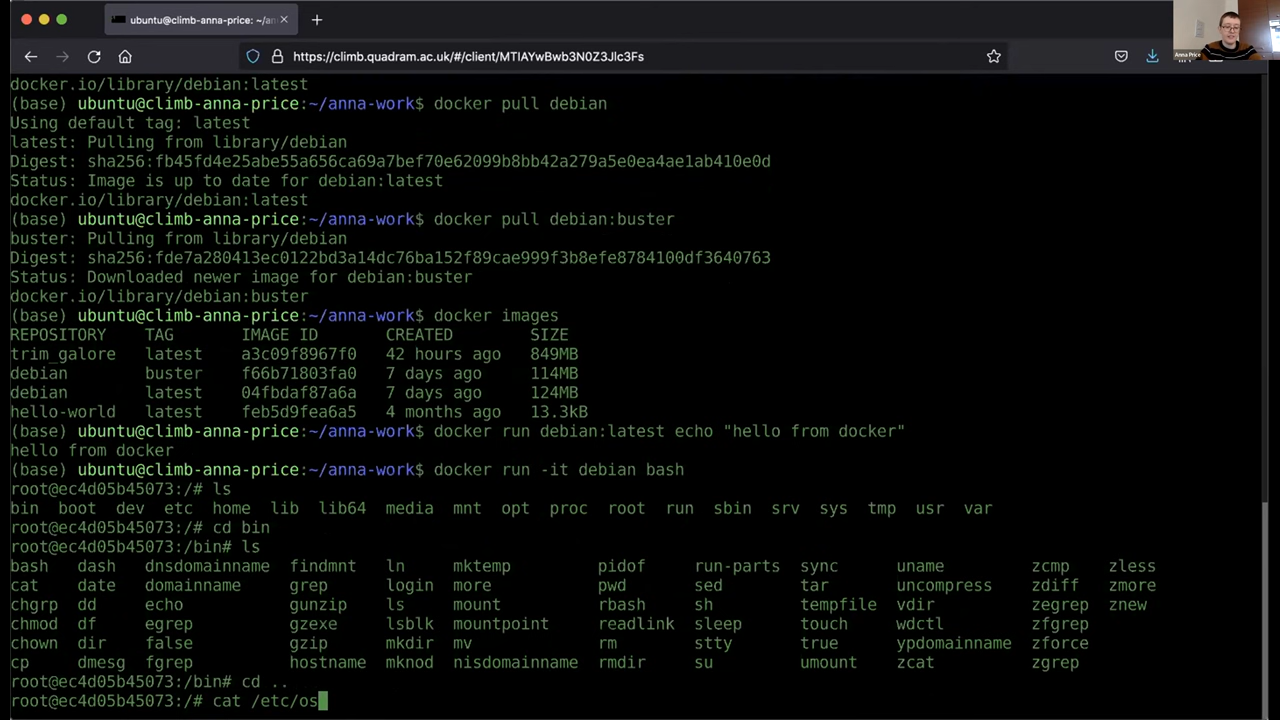 ubuntu@climb-anna-price: ~/an
https://climb.quadram.ac.uk/#/client/MTIAYwBwb3N0Z3Jlc3Fs
Anna Price
docker.io/library/debian:latest
(base) ubuntu@climb-anna-price:~/anna-work$ docker pull debian
Using default tag: latest
latest: Pulling from library/debian
Digest: sha256:fb45fd4e25abe55a656ca69a7bef70e62099b8bb42a279a5e0ea4ae1ab410e0d
Status: Image is up to date for debian:latest
docker.io/library/debian:latest
(base) ubuntu@climb-anna-price:~/anna-work$ docker pull debian:buster
buster: Pulling from library/debian
Digest: sha256:fde7a280413ec0122bd3a14dc76ba152f89cae999f3b8efe8784100df3640763
Status: Downloaded newer image for debian:buster
docker.io/library/debian:buster
(base) ubuntu@climb-anna-price:~/anna-work$ docker images
REPOSITORY TAG IMAGE ID CREATED SIZE
trim_galore latest a3c09f8967f0 42 hours ago 849MB
debian buster f66b71803fa0 7 days ago 114MB
debian latest 04fbdaf87a6a 7 days ago 124MB
hello-world latest feb5d9fea6a5 4 months ago 13.3kB
(base) ubuntu@climb-anna-price:~/anna-work$ docker run debian:latest echo "hello from docker"
hello from docker
(base) ubuntu@climb-anna-price:~/anna-work$ docker run -it debian bash
root@ec4d05b45073:/# ls
bin boot dev etc home lib lib64 media mnt opt proc root run sbin srv sys tmp usr var
root@ec4d05b45073:/# cd bin
root@ec4d05b45073:/bin# ls
bash dash dnsdomainname findmnt ln mktemp pidof run-parts sync uname zcmp zless
cat date domainname grep login more pwd sed tar uncompress zdiff zmore
chgrp dd echo gunzip ls mount rbash sh tempfile vdir zegrep znew
chmod df egrep gzexe lsblk mountpoint readlink sleep touch wdctl zfgrep
chown dir false gzip mkdir mv rm stty true ypdomainname zforce
cp dmesg fgrep hostname mknod nisdomainname rmdir su umount zcat zgrep
root@ec4d05b45073:/bin# cd ..
root@ec4d05b45073:/# cat /etc/os